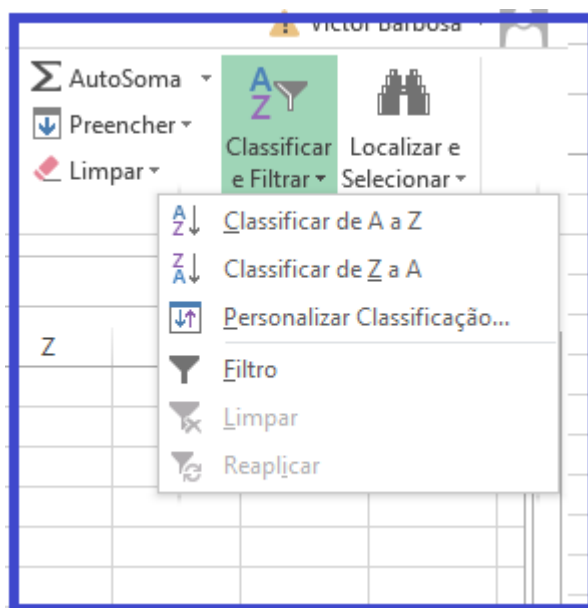 Victor Barbosa
AutoSoma
Preencher
Limpar
Classificar
e Filtrar
Localizar e
Selecionar
Classificar de A a Z
Classificar de Z a A
Personalizar Classificação...
Filtro
Limpar
Reaplicar
Z